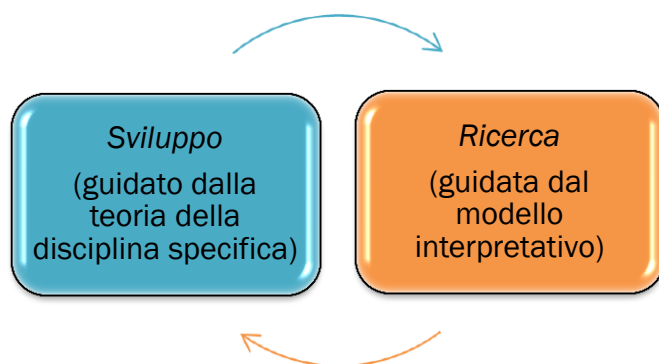 Sviluppo
(guidato dalla
teoria della
disciplina specifica)
Ricerca
(guidata dal
modello
interpretativo)